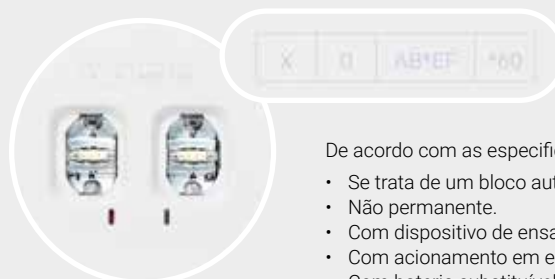 X 0 AB*EF *60
De acordo com as especific
• Se trata de um bloco aut
• Não permanente.
• Com dispositivo de ensa
• Com acionamento em e